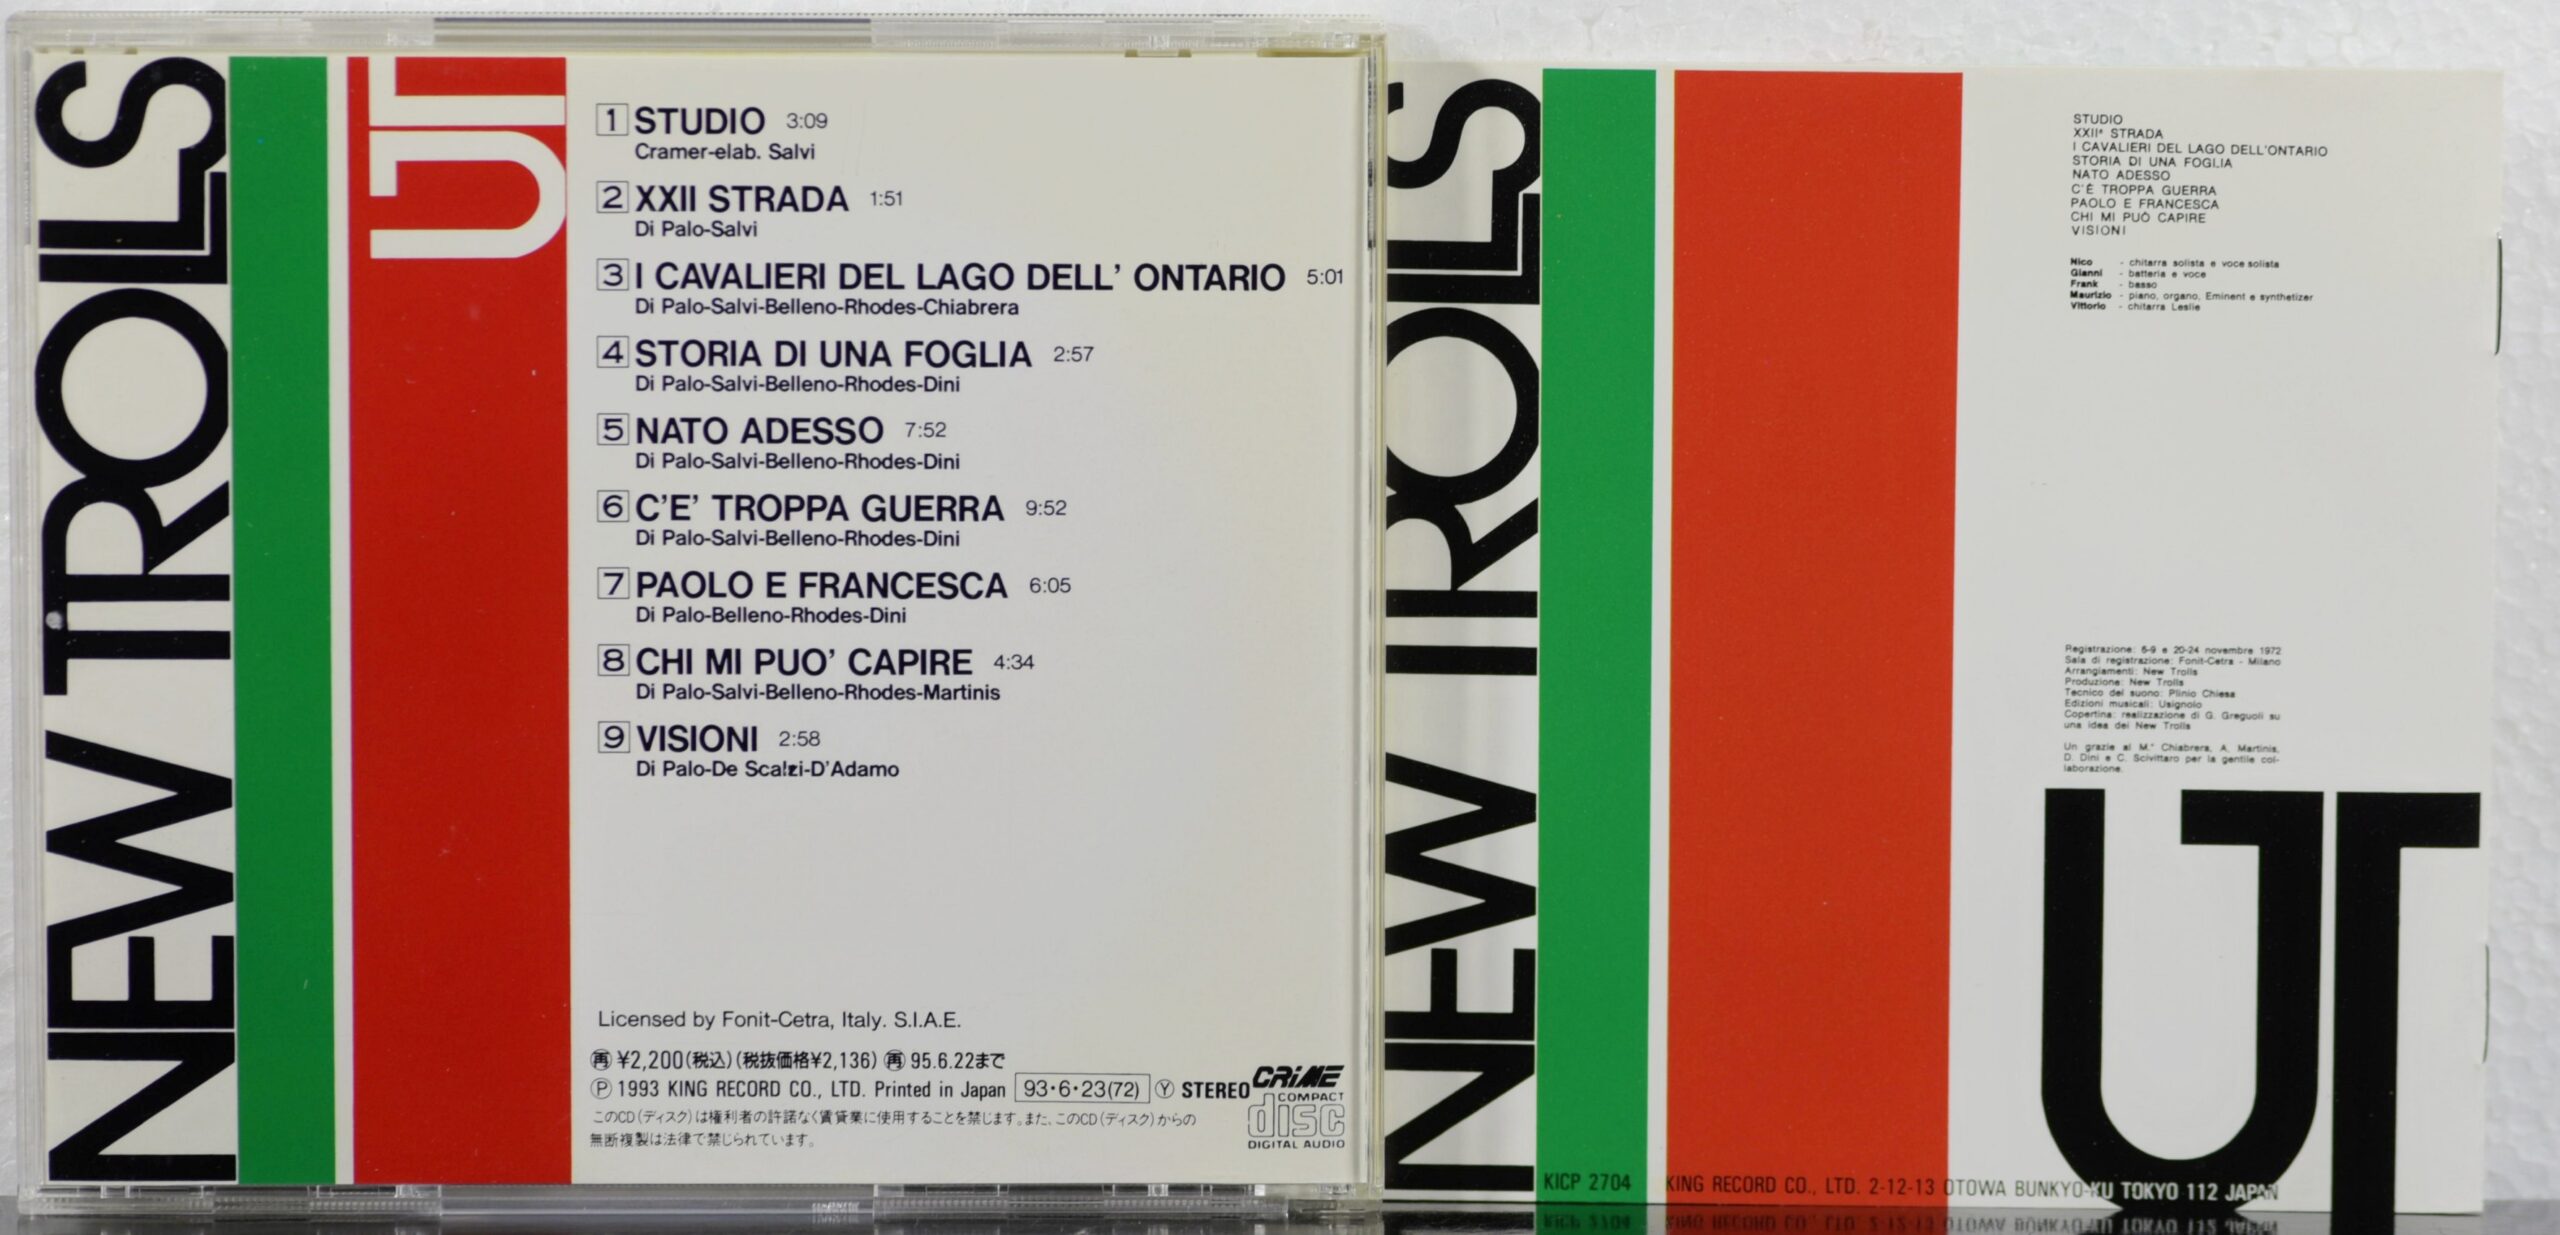 NEW TROLS
UT
1 STUDIO 3:09
Cramer-elab. Salvi
2 XXII STRADA 1:51
Di Palo-Salvi
3 I CAVALIERI DEL LAGO DELL' ONTARIO 5:01
Di Palo-Salvi-Belleno-Rhodes-Chiabrera
4 STORIA DI UNA FOGLIA 2:57
Di Palo-Salvi-Belleno-Rhodes-Dini
5 NATO ADESSO 7:52
Di Palo-Salvi-Belleno-Rhodes-Dini
6 C'E' TROPPA GUERRA 9:52
Di Palo-Salvi-Belleno-Rhodes-Dini
7 PAOLO E FRANCESCA 6:05
Di Palo-Belleno-Rhodes-Dini
8 CHI MI PUO' CAPIRE 4:34
Di Palo-Salvi-Belleno-Rhodes-Martinis
9 VISIONI 2:58
Di Palo-De Scalzi-D'Adamo
Licensed by Fonit-Cetra, Italy. S.I.A.E.
㊢ ¥2,200(税込)(税抜価格¥2,136) 再 95.6.22まで
Ⓟ 1993 KING RECORD CO., LTD. Printed in Japan 93·6·23(72) Ⓨ STEREO
このCD(ディスク)は権利者の許諾なく賃貸業に使用することを禁じます。また、このCD(ディスク)からの
無断複製は法律で禁じられています。
CRIME
COMPACT
disc
DIGITAL AUDIO
NEW TROLS
STUDIO
XXIIª STRADA
I CAVALIERI DEL LAGO DELL'ONTARIO
STORIA DI UNA FOGLIA
NATO ADESSO
C'È TROPPA GUERRA
PAOLO E FRANCESCA
CHI MI PUÒ CAPIRE
VISIONI
Nico - chitarra solista e voce solista
Gianni - batteria e voce
Frank - basso
Maurizio - piano, organo, Eminent e synthetizer
Vittorio - chitarra Leslie
Registrazione: 6-9 e 20-24 novembre 1972
Sala di registrazione: Fonit-Cetra - Milano
Arrangiamenti: New Trolls
Produzione: New Trolls
Tecnico del suono: Plinio Chiesa
Edizioni musicali: Usignolo
Copertina: realizzazione di G. Greguoli su
una idea dei New Trolls
Un grazie al M.° Chiabrera, A. Martinis,
D. Dini e C. Scivittaro per la gentile col-
laborazione.
UT
KICP 2704 KING RECORD CO., LTD. 2-12-13 OTOWA BUNKYO-KU TOKYO 112 JAPAN